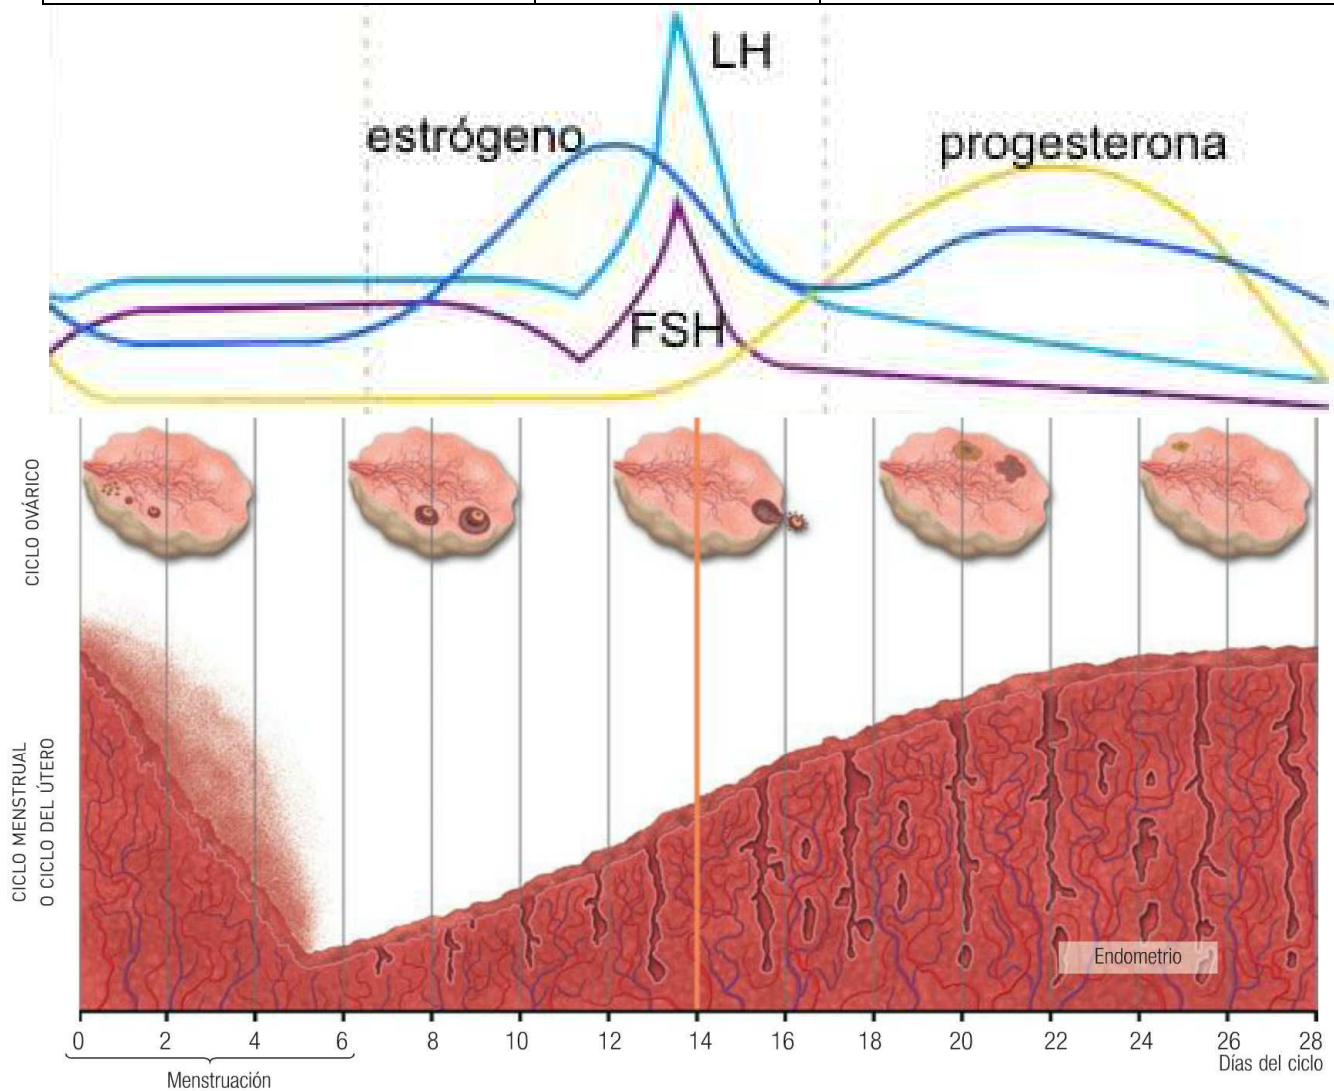 LH
estrógeno
progesterona
FSH
CICLO OVÁRICO
CICLO MENSTRUAL
O CICLO DEL ÚTERO
Endometrio
0 2 4 6 8 10 12 14 16 18 20 22 24 26 28
Días del ciclo
Menstruación